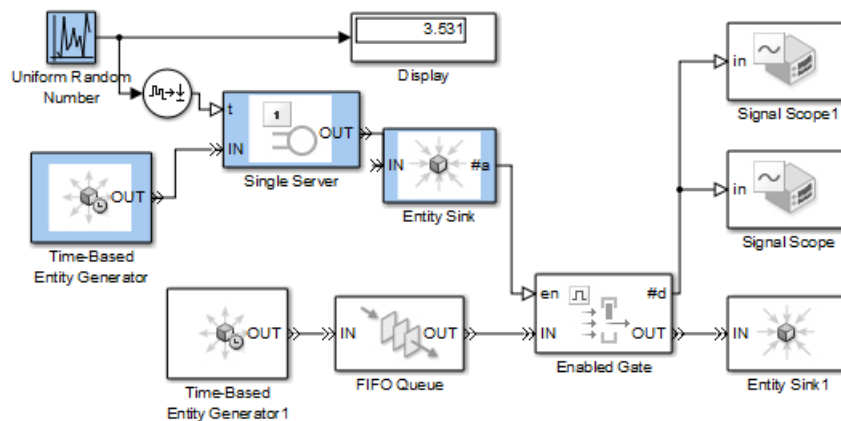 3.531
Display
Uniform Random
Number
t
IN
1
OUT
Single Server
IN
#a
Entity Sink
OUT
Time-Based
Entity Generator
in
Signal Scope1
in
Signal Scope
OUT
Time-Based
Entity Generator1
IN
OUT
FIFO Queue
en
#d
IN
OUT
Enabled Gate
IN
Entity Sink1